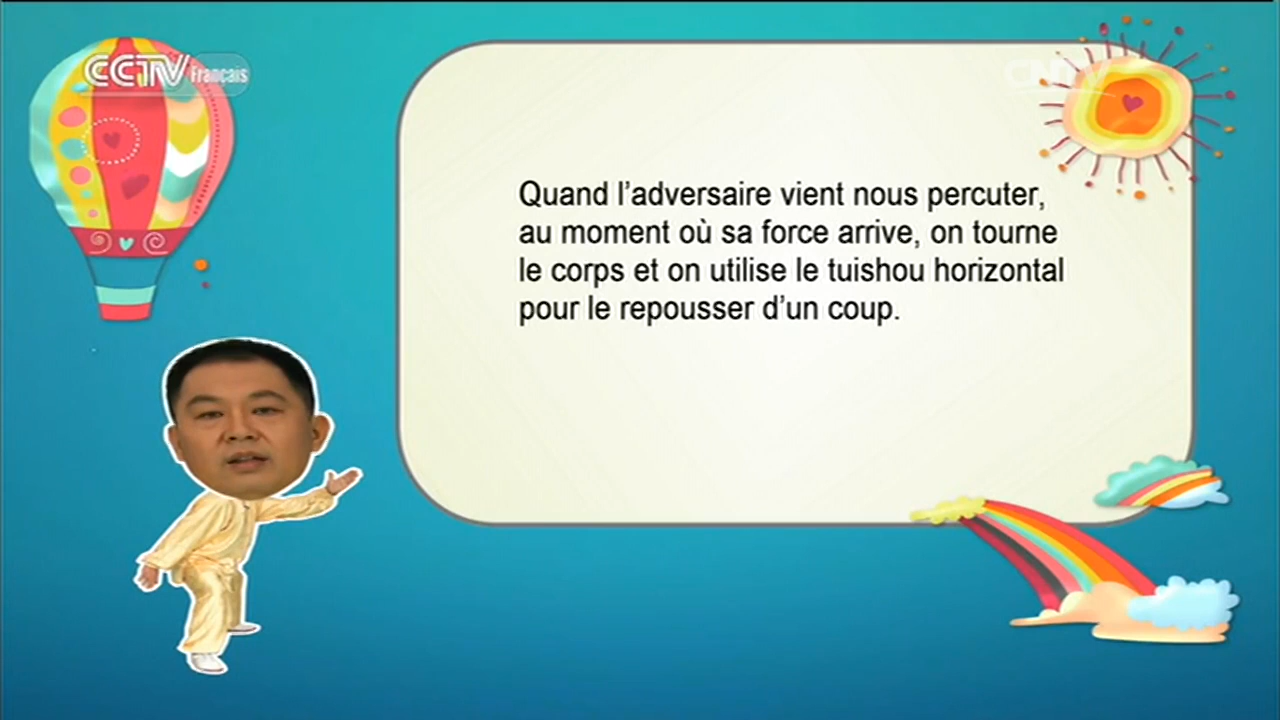 CCTV Français
CNTV
Quand l'adversaire vient nous percuter,
au moment où sa force arrive, on tourne
le corps et on utilise le tuishou horizontal
pour le repousser d'un coup.